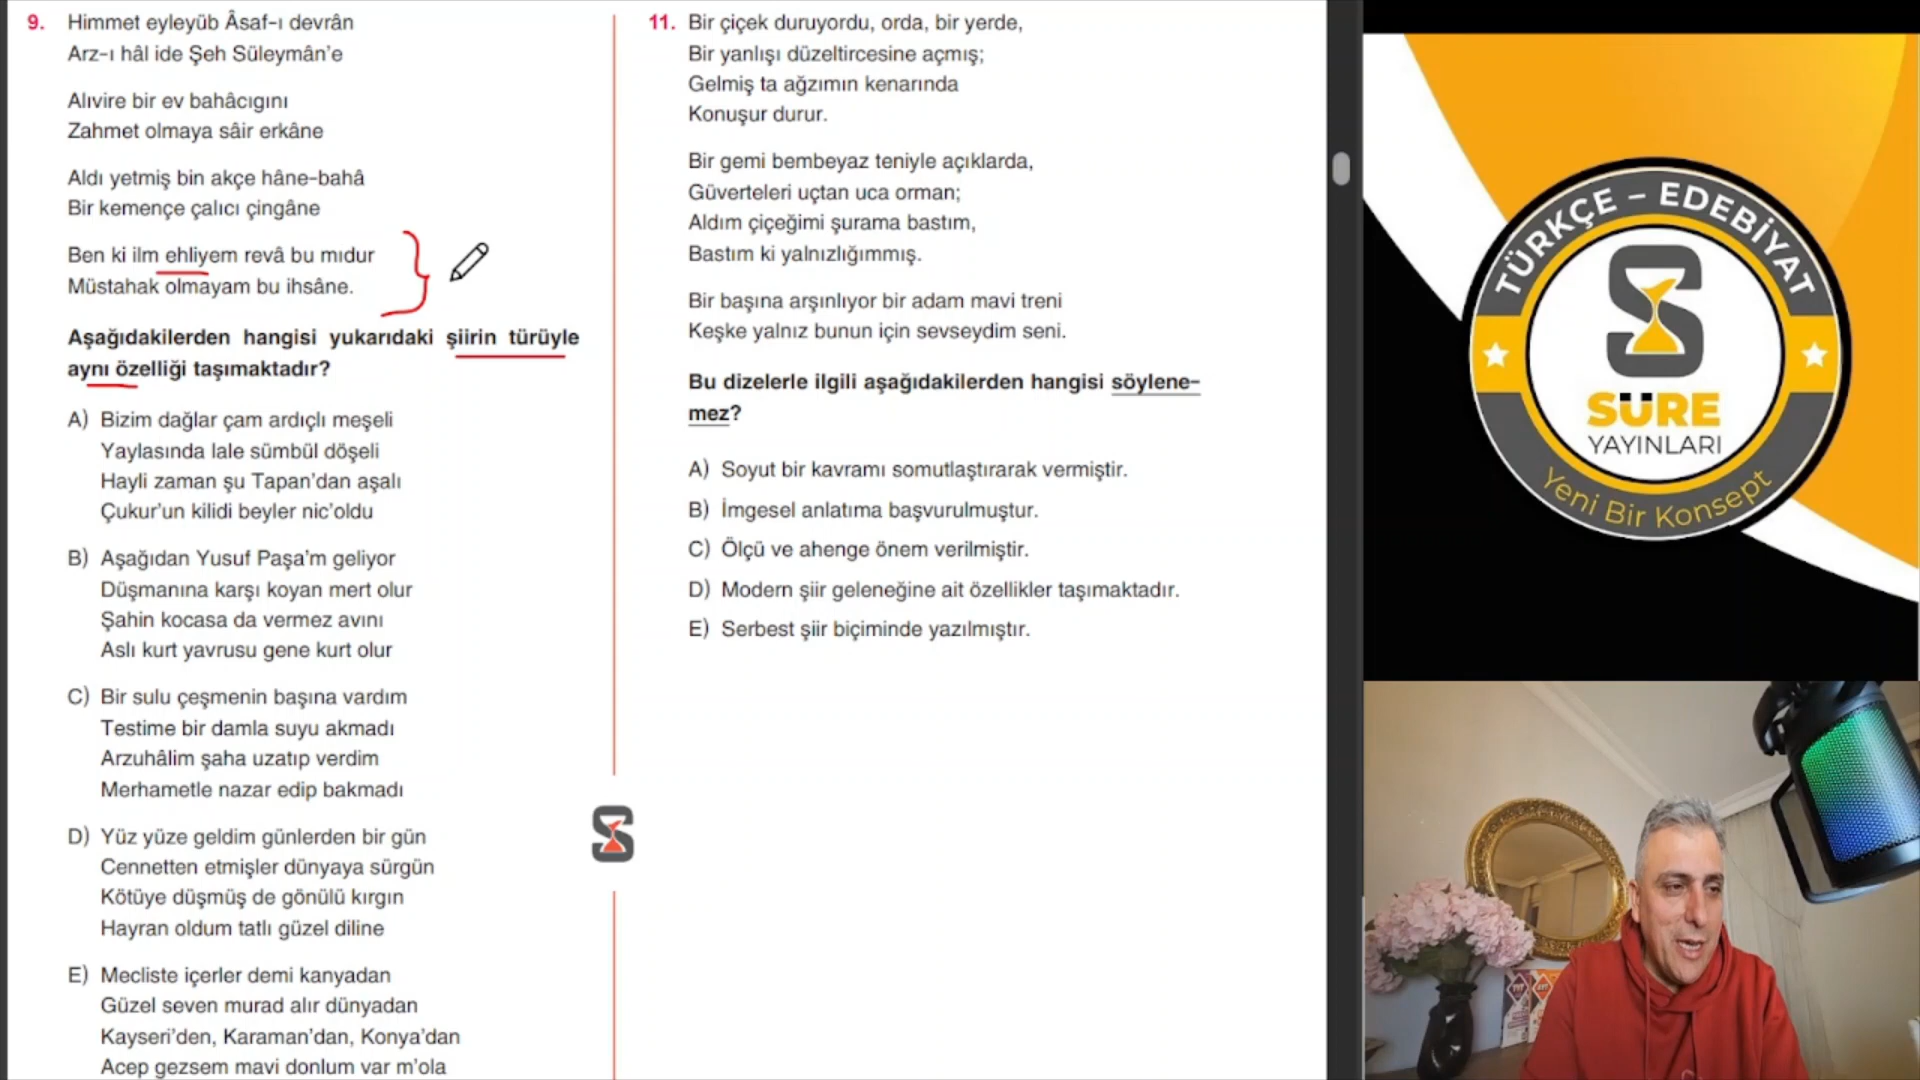 9. Himmet eyleyüb Âsaf-ı devrân
Arz-ı hâl ide Şeh Süleymân'e
Alıvire bir ev bahâcıgını
Zahmet olmaya sâir erkâne
Aldı yetmiş bin akçe hâne-bahâ
Bir kemençe çalıcı çingâne
Ben ki ilm ehliyem revâ bu mıdur
Müstahak olmayam bu ihsâne.
Aşağıdakilerden hangisi yukarıdaki şiirin türüyle
aynı özelliği taşımaktadır?
A) Bizim dağlar çam ardıçlı meşeli
Yaylasında lale sümbül döşeli
Hayli zaman şu Tapan'dan aşalı
Çukur'un kilidi beyler nic'oldu
B) Aşağıdan Yusuf Paşa'm geliyor
Düşmanına karşı koyan mert olur
Şahin kocasa da vermez avını
Aslı kurt yavrusu gene kurt olur
C) Bir sulu çeşmenin başına vardım
Testime bir damla suyu akmadı
Arzuhâlim şaha uzatıp verdim
Merhametle nazar edip bakmadı
D) Yüz yüze geldim günlerden bir gün
Cennetten etmişler dünyaya sürgün
Kötüye düşmüş de gönülü kırgın
Hayran oldum tatlı güzel diline
E) Mecliste içerler demi kanyadan
Güzel seven murad alır dünyadan
Kayseri'den, Karaman'dan, Konya'dan
Acep gezsem mavi donlum var m'ola
11. Bir çiçek duruyordu, orda, bir yerde,
Bir yanlışı düzeltircesine açmış;
Gelmiş ta ağzımın kenarında
Konuşur durur.
Bir gemi bembeyaz teniyle açıklarda,
Güverteleri uçtan uca orman;
Aldım çiçeğimi şurama bastım,
Bastım ki yalnızlığımmış.
Bir başına arşınlıyor bir adam mavi treni
Keşke yalnız bunun için sevseydim seni.
Bu dizelerle ilgili aşağıdakilerden hangisi söylene-
mez?
A) Soyut bir kavramı somutlaştırarak vermiştir.
B) İmgesel anlatıma başvurulmuştur.
C) Ölçü ve ahenge önem verilmiştir.
D) Modern şiir geleneğine ait özellikler taşımaktadır.
E) Serbest şiir biçiminde yazılmıştır.
TÜRKÇE – EDEBİYAT
SÜRE
YAYINLARI
Yeni Bir Konsept
TYT
AYT